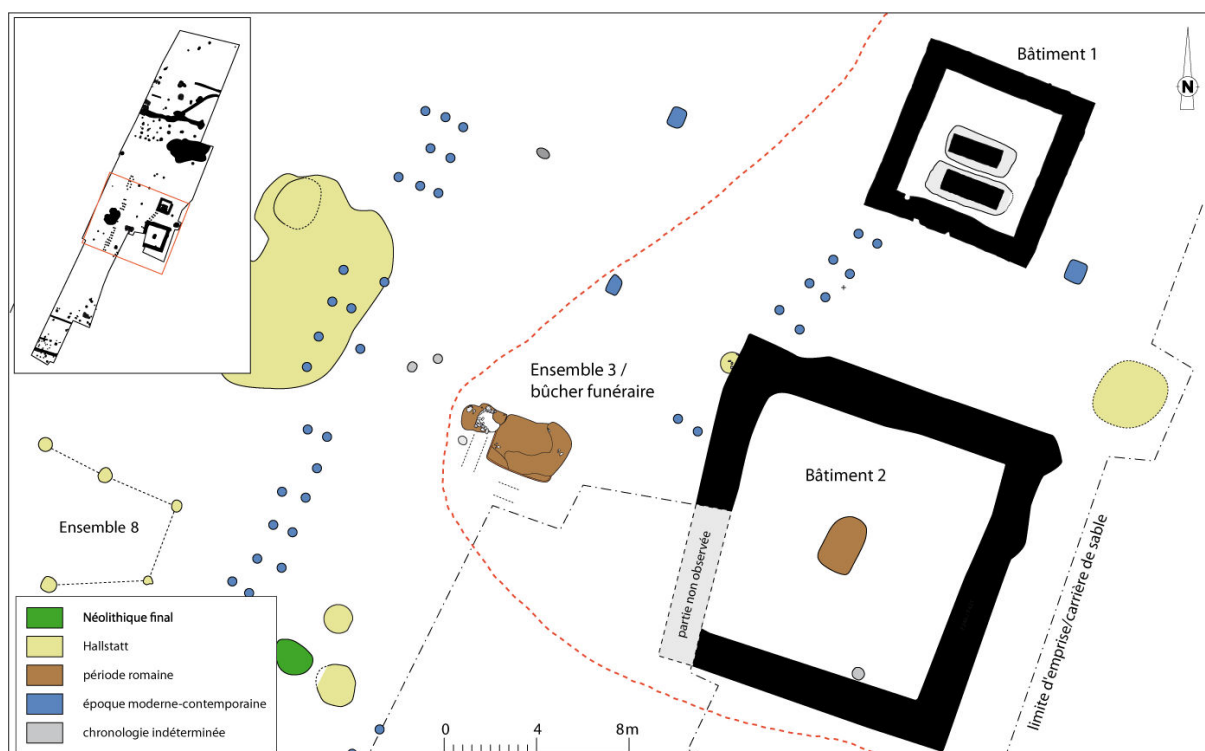 Bâtiment 1
N
Ensemble 3 /
bûcher funéraire
Bâtiment 2
Ensemble 8
partie non observée
limite d'emprise/carrière de sable
Néolithique final
Hallstatt
période romaine
époque moderne-contemporaine
chronologie indéterminée
0 4 8m